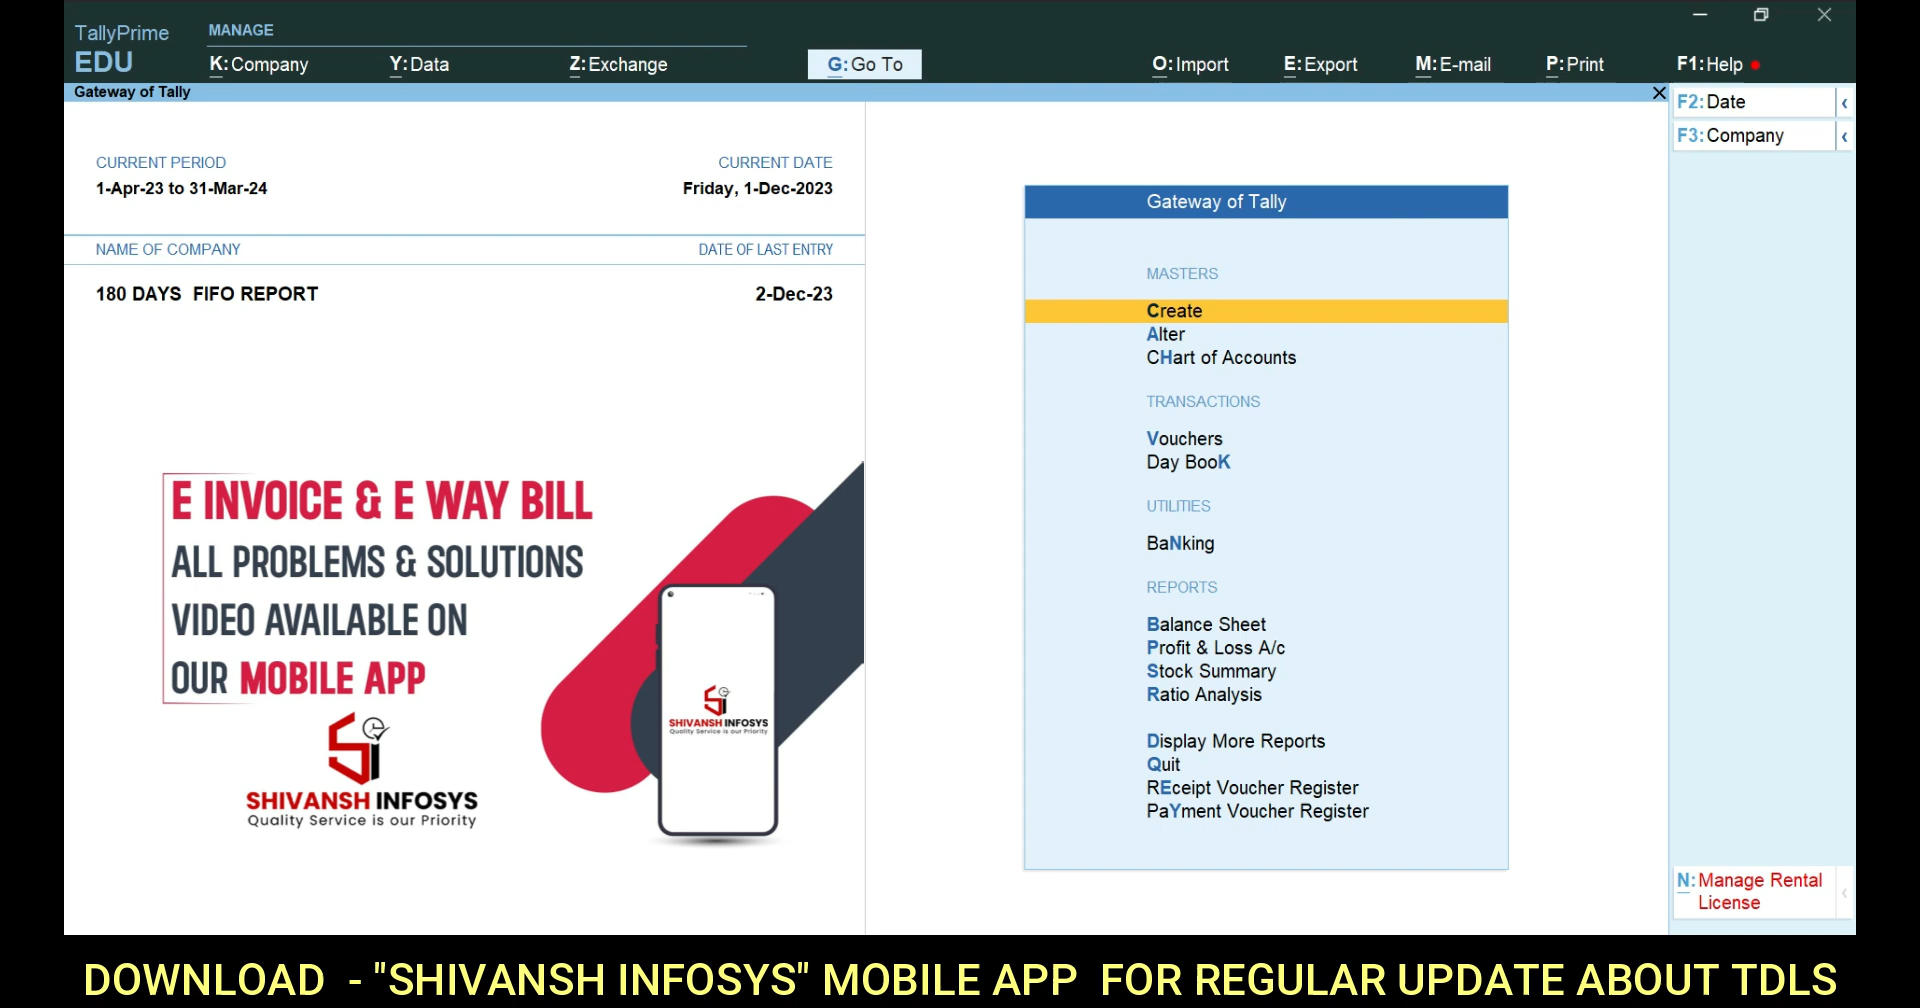 TallyPrime
EDU
MANAGE
K:Company
Y:Data
Z:Exchange
G:Go To
O:Import
E:Export
M:E-mail
P:Print
F1:Help
Gateway of Tally
F2:Date
F3:Company
CURRENT PERIOD
CURRENT DATE
1-Apr-23 to 31-Mar-24
Friday, 1-Dec-2023
NAME OF COMPANY
DATE OF LAST ENTRY
180 DAYS  FIFO REPORT
2-Dec-23
E INVOICE & E WAY BILL
ALL PROBLEMS & SOLUTIONS
VIDEO AVAILABLE ON
OUR MOBILE APP
SHIVANSH INFOSYS
Quality Service is our Priority
SHIVANSH INFOSYS
Quality Service is our Priority
Gateway of Tally
MASTERS
Create
Alter
CHart of Accounts
TRANSACTIONS
Vouchers
Day BooK
UTILITIES
BaNking
REPORTS
Balance Sheet
Profit & Loss A/c
Stock Summary
Ratio Analysis
Display More Reports
Quit
REceipt Voucher Register
PaYment Voucher Register
N:Manage Rental
License
DOWNLOAD  - "SHIVANSH INFOSYS" MOBILE APP  FOR REGULAR UPDATE ABOUT TDLS